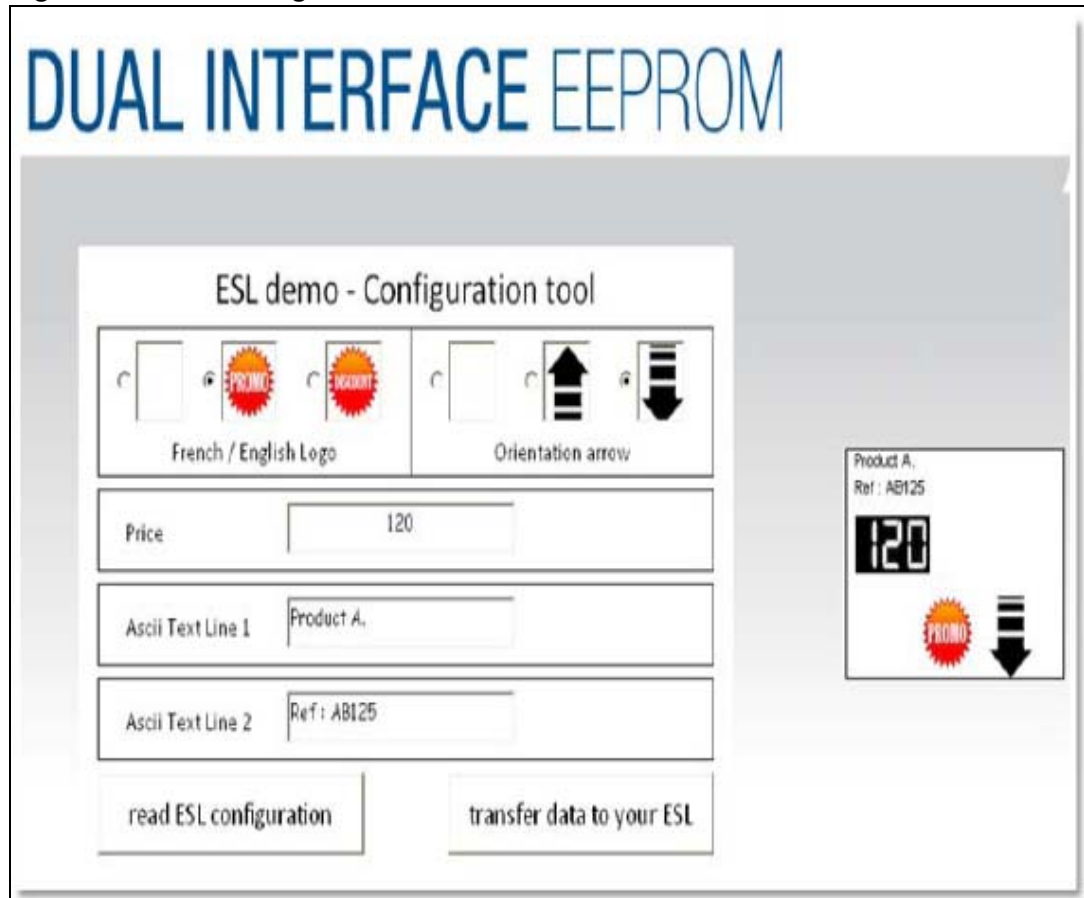 DUAL INTERFACE EEPROM
ESL demo - Configuration tool
PROMO
DISCOUNT
French / English Logo
Orientation arrow
Price
120
Ascii Text Line 1
Product A.
Ascii Text Line 2
Ref : AB125
read ESL configuration
transfer data to your ESL
Product A.
Ref : AB125
120
PROMO